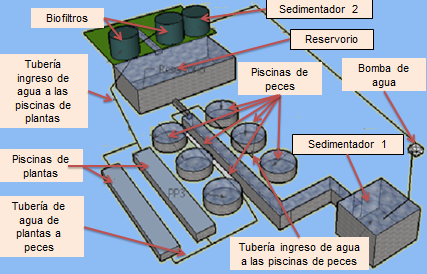 Biofiltros
Sedimentador 2
Reservorio
Tubería
ingreso de
agua a las
piscinas de
plantas
Piscinas de
peces
Bomba de
agua
Sedimentador 1
Piscinas de
plantas
PP3
Tubería de
agua de
plantas a
peces
Tubería ingreso de agua
a las piscinas de peces